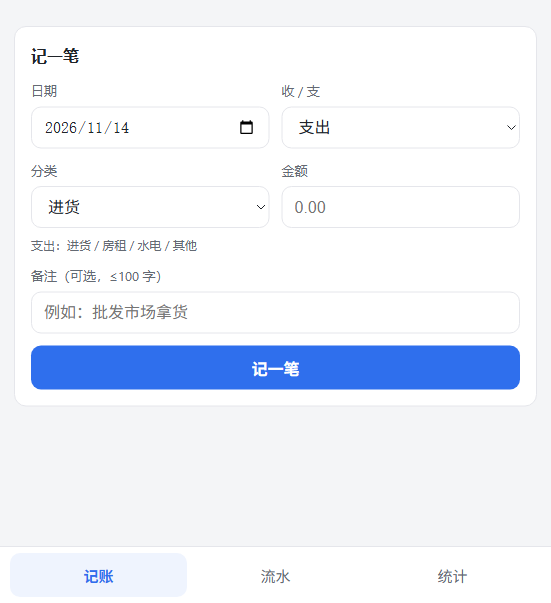 记一笔
日期
收 / 支
2026/11/14
支出
分类
金额
进货
0.00
支出：进货 / 房租 / 水电 / 其他
备注（可选，≤100 字）
例如：批发市场拿货
记一笔
记账
流水
统计